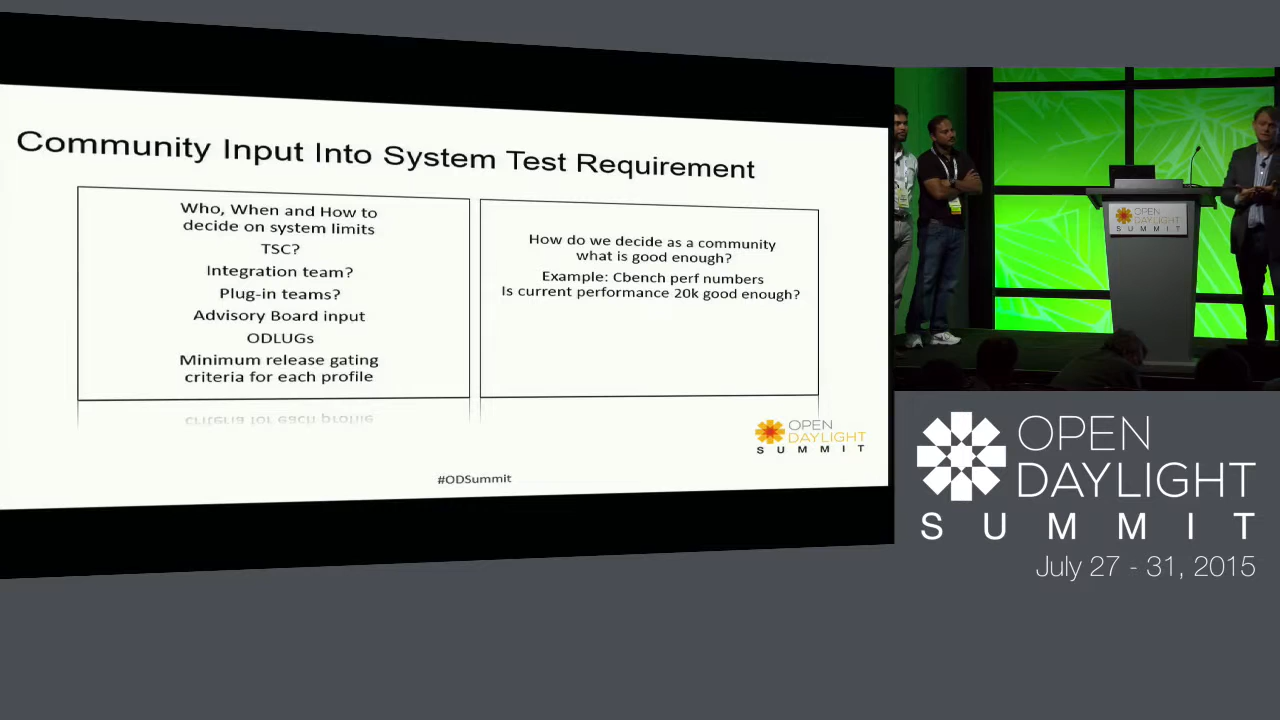 Community Input Into System Test Requirement
Who, When and How to
decide on system limits
TSC?
Integration team?
Plug-in teams?
Advisory Board input
ODLUGs
Minimum release gating
criteria for each profile
How do we decide as a community
what is good enough?
Example: Cbench perf numbers
Is current performance 20k good enough?
OPEN
DAYLIGHT
SUMMIT
#ODSummit
OPEN
DAYLIGHT
SUMMIT
OPEN
DAYLIGHT
SUMMIT
July 27 - 31, 2015